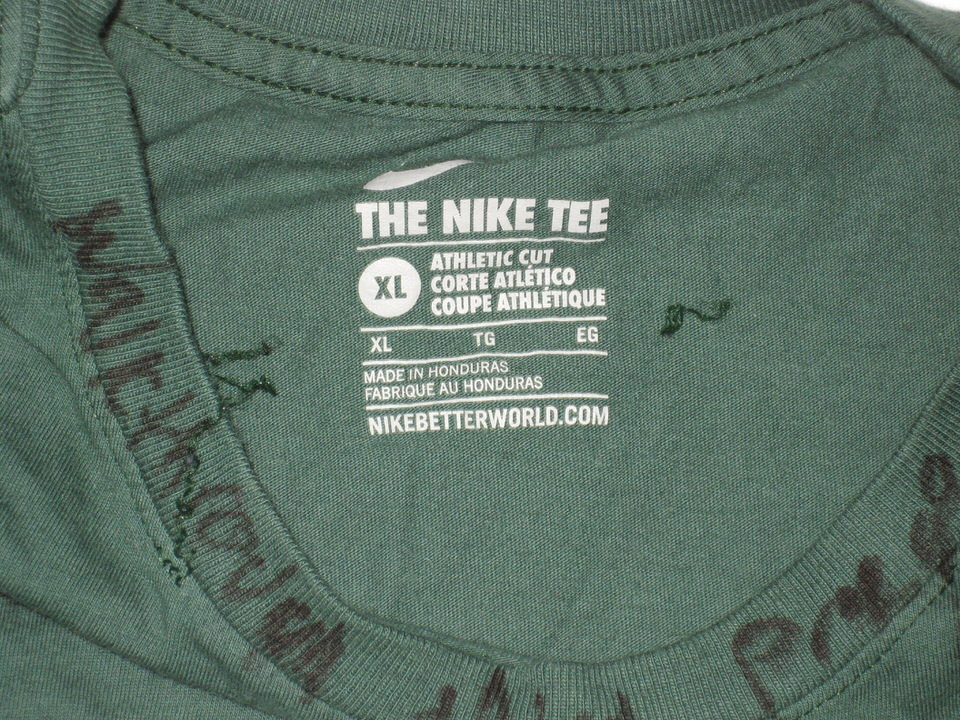 THE NIKE TEE
XL
ATHLETIC CUT
CORTE ATLÉTICO
COUPE ATHLÉTIQUE
XL TG EG
MADE IN HONDURAS
FABRIQUE AU HONDURAS
NIKEBETTERWORLD.COM